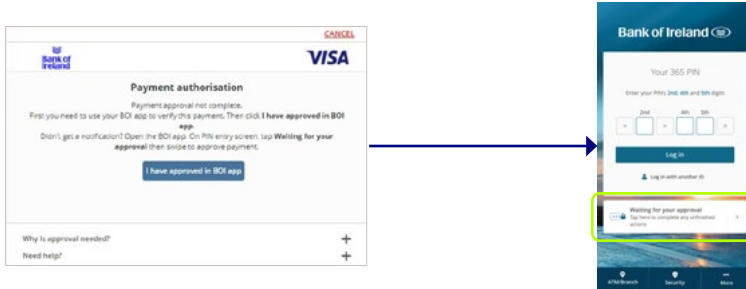 CANCEL
Bank of
Ireland
VISA
Payment authorisation
Payment approval not complete.
First you need to use your BOI app to verify this payment. Then click I have approved in BOI
app.
Didn't get a notification? Open the BOI app. On PIN entry screen, tap Waiting for your
approval then swipe to approve payment.
I have approved in BOI app
Why is approval needed?
Need help?
Bank of Ireland
Your 365 PIN
Enter your PIN's 2nd, 4th and 5th digits
2nd 4th 5th
Log in
Log in with another ID
Waiting for your approval
Tap here to complete any unfinished
actions
ATM/Branch Security More